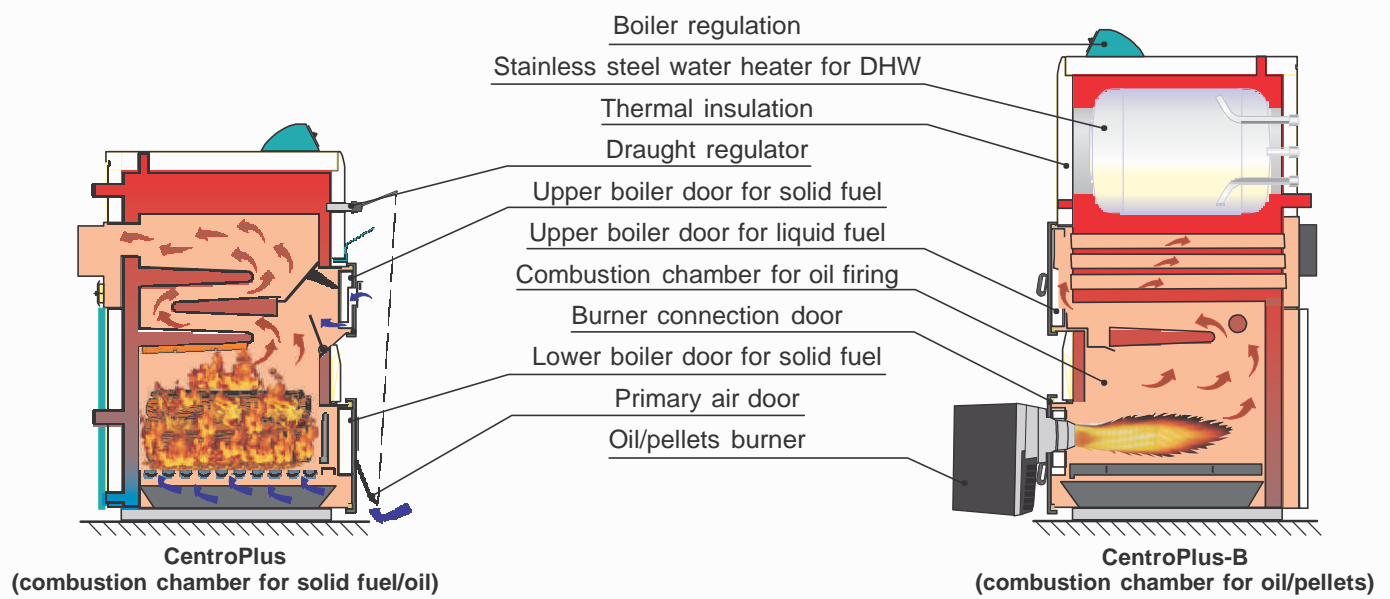 Boiler regulation
Stainless steel water heater for DHW
Thermal insulation
Draught regulator
Upper boiler door for solid fuel
Upper boiler door for liquid fuel
Combustion chamber for oil firing
Burner connection door
Lower boiler door for solid fuel
Primary air door
Oil/pellets burner
CentroPlus
(combustion chamber for solid fuel/oil)
CentroPlus-B
(combustion chamber for oil/pellets)